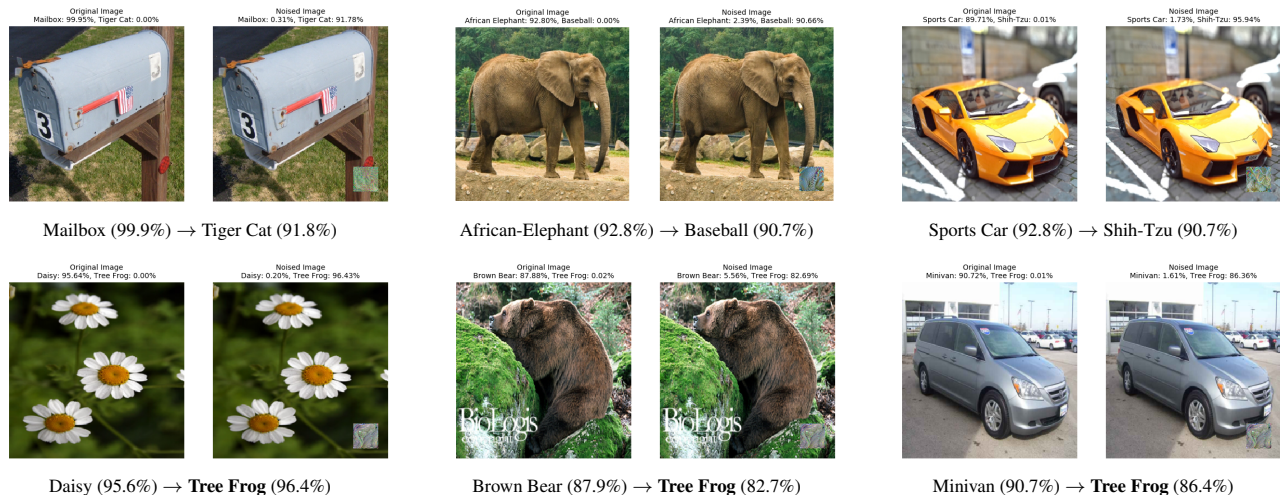 Original Image
Mailbox: 99.95%, Tiger Cat: 0.00%
Noised Image
Mailbox: 0.31%, Tiger Cat: 91.78%
3
3
Mailbox (99.9%) → Tiger Cat (91.8%)
Original Image
African Elephant: 92.80%, Baseball: 0.00%
Noised Image
African Elephant: 2.39%, Baseball: 90.66%
African-Elephant (92.8%) → Baseball (90.7%)
Original Image
Sports Car: 89.71%, Shih-Tzu: 0.01%
Noised Image
Sports Car: 1.73%, Shih-Tzu: 95.94%
Sports Car (92.8%) → Shih-Tzu (90.7%)
Original Image
Daisy: 95.64%, Tree Frog: 0.00%
Noised Image
Daisy: 0.20%, Tree Frog: 96.43%
Daisy (95.6%) → Tree Frog (96.4%)
Original Image
Brown Bear: 87.88%, Tree Frog: 0.02%
BioLogis
copyright
Noised Image
Brown Bear: 5.56%, Tree Frog: 82.69%
BioLogis
copyright
Brown Bear (87.9%) → Tree Frog (82.7%)
Original Image
Minivan: 90.72%, Tree Frog: 0.01%
Noised Image
Minivan: 1.61%, Tree Frog: 86.36%
Minivan (90.7%) → Tree Frog (86.4%)